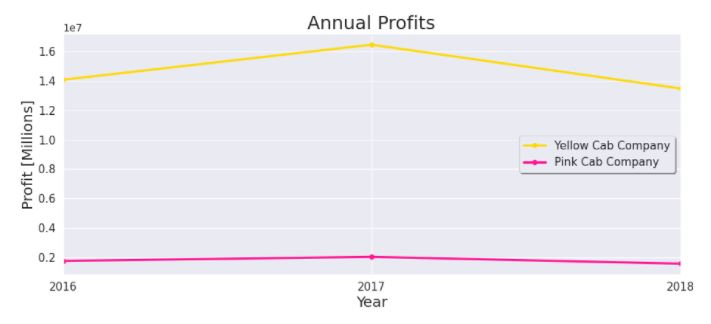 Annual Profits
1e7
1.6
1.4
1.2
1.0
0.8
0.6
0.4
0.2
Profit [Millions]
Yellow Cab Company
Pink Cab Company
2016
2017
2018
Year